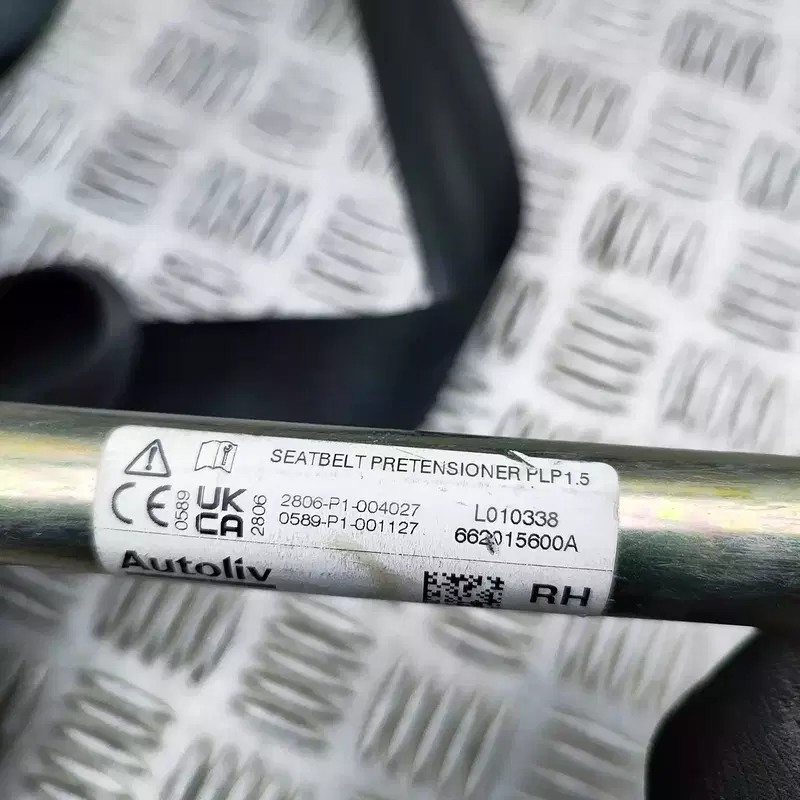 SEATBELT PRETENSIONER PLP1.5
CE 0589 UK CA 2806
2806-P1-004027
0589-P1-001127
L010338
662015600A
Autoliv
RH